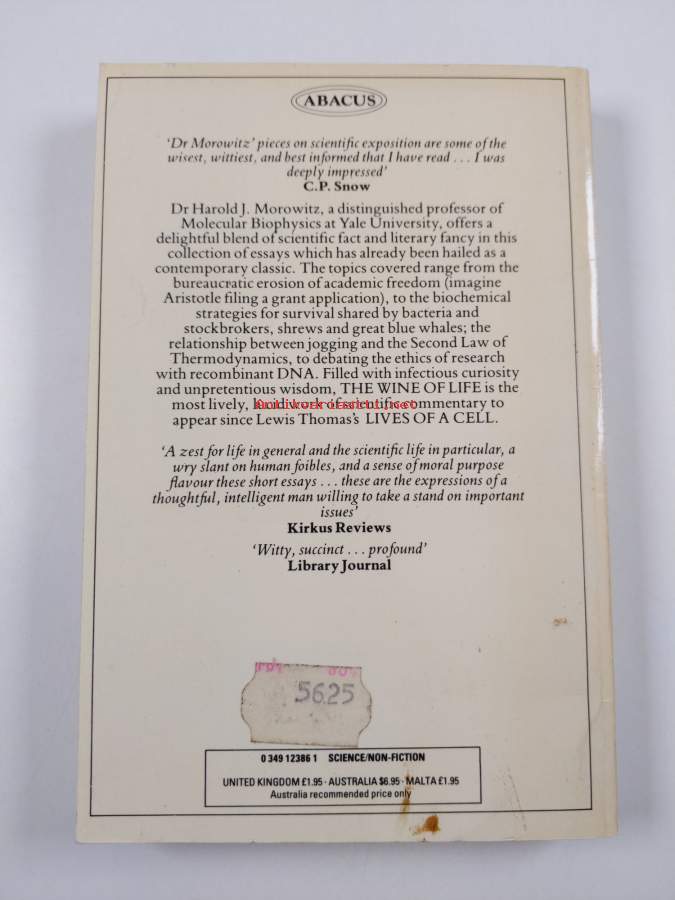 ABACUS
‘Dr Morowitz’ pieces on scientific exposition are some of the
wisest, wittiest, and best informed that I have read . . . I was
deeply impressed’
C.P. Snow
Dr Harold J. Morowitz, a distinguished professor of
Molecular Biophysics at Yale University, offers a
delightful blend of scientific fact and literary fancy in this
collection of essays which has already been hailed as a
contemporary classic. The topics covered range from the
bureaucratic erosion of academic freedom (imagine
Aristotle filing a grant application), to the biochemical
strategies for survival shared by bacteria and
stockbrokers, shrews and great blue whales; the
relationship between jogging and the Second Law of
Thermodynamics, to debating the ethics of research
with recombinant DNA. Filled with infectious curiosity
and unpretentious wisdom, THE WINE OF LIFE is the
most lively, of scientific commentary to
appear since Lewis Thomas’s LIVES OF A CELL.
‘A zest for life in general and the scientific life in particular, a
wry slant on human foibles, and a sense of moral purpose
flavour these short essays . . . these are the expressions of a
thoughtful, intelligent man willing to take a stand on important
issues’
Kirkus Reviews
‘Witty, succinct . . . profound’
Library Journal
5625
0 349 12386 1 SCIENCE/NON-FICTION
UNITED KINGDOM £1.95 · AUSTRALIA $6.95 · MALTA £1.95
Australia recommended price only